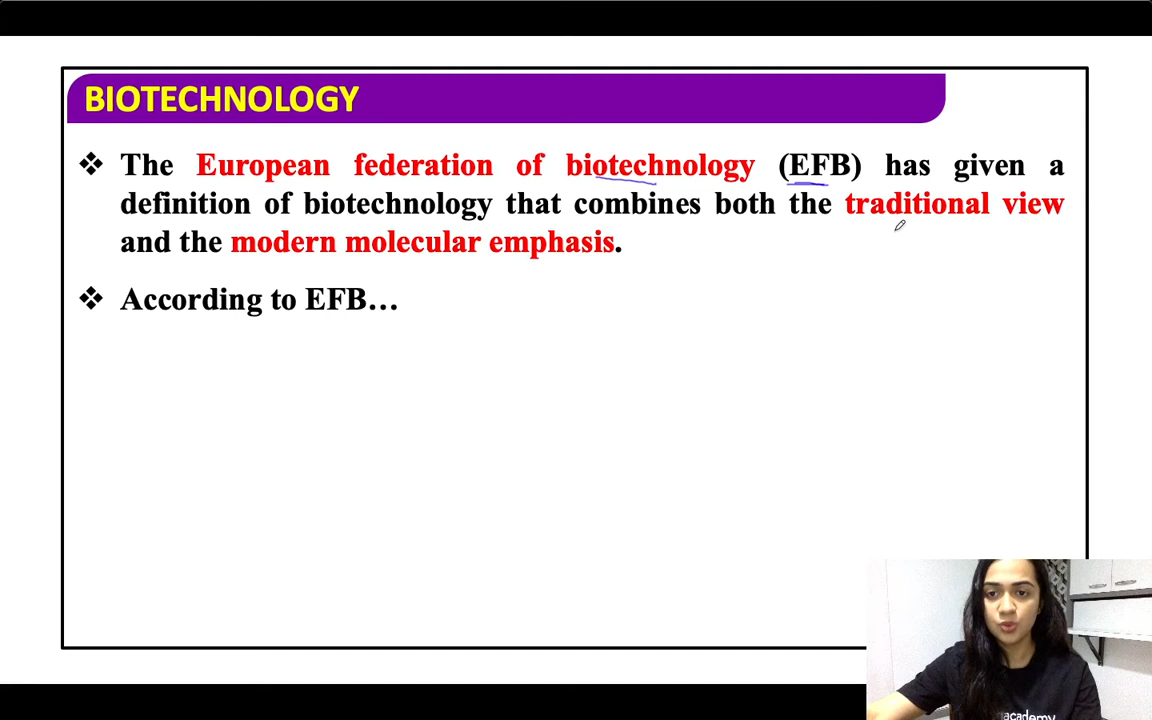 BIOTECHNOLOGY
❖ The European federation of biotechnology (EFB) has given a
definition of biotechnology that combines both the traditional view
and the modern molecular emphasis.
❖ According to EFB…
academy